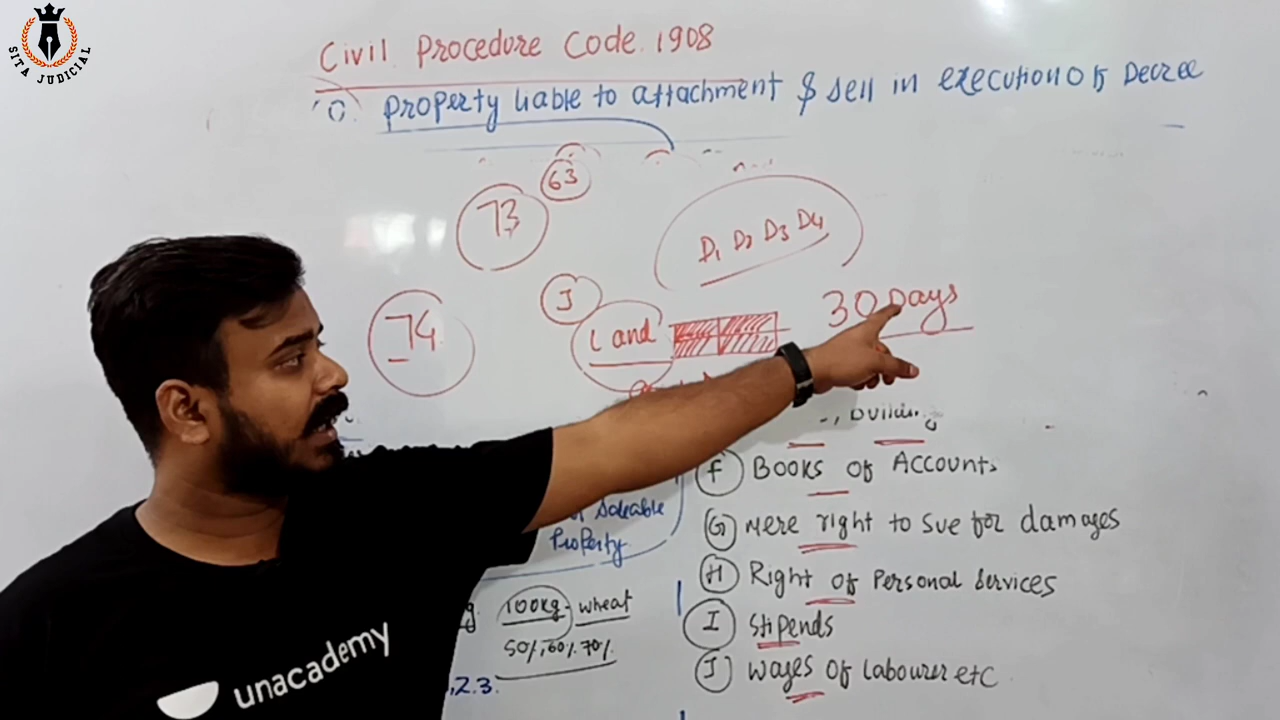 SITA JUDICIAL
Civil Procedure Code 1908
Property liable to attachment & sell in execution of Decree
63
73
D1 D2 D3 D4
J
Land
30 Days
74
F Books of Accounts
G Mere right to sue for damages
Saleable
Property
H Right of Personal Services
100kg - wheat
50%, 60% 70%
I Stipends
J wages of labourer etc
unacademy